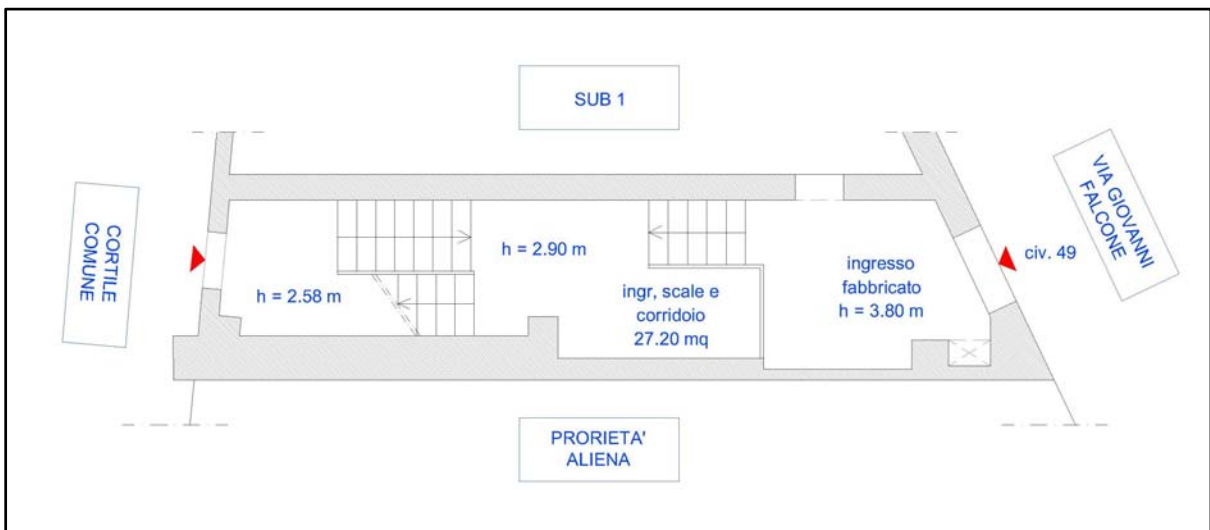 SUB 1
CORTILE
COMUNE
h = 2.58 m
h = 2.90 m
ingr, scale e
corridoio
27.20 mq
ingresso
fabbricato
h = 3.80 m
civ. 49
VIA GIOVANNI
FALCONE
PRORIETA'
ALIENA